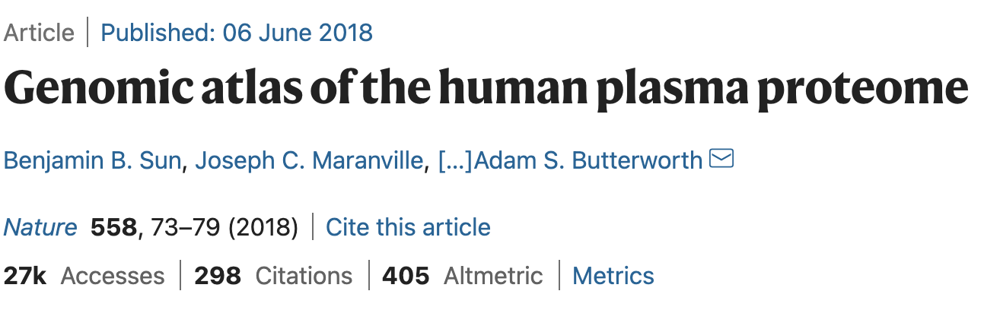 Article | Published: 06 June 2018
Genomic atlas of the human plasma proteome
Benjamin B. Sun, Joseph C. Maranville, [...]Adam S. Butterworth
Nature 558, 73–79 (2018) | Cite this article
27k Accesses | 298 Citations | 405 Altmetric | Metrics